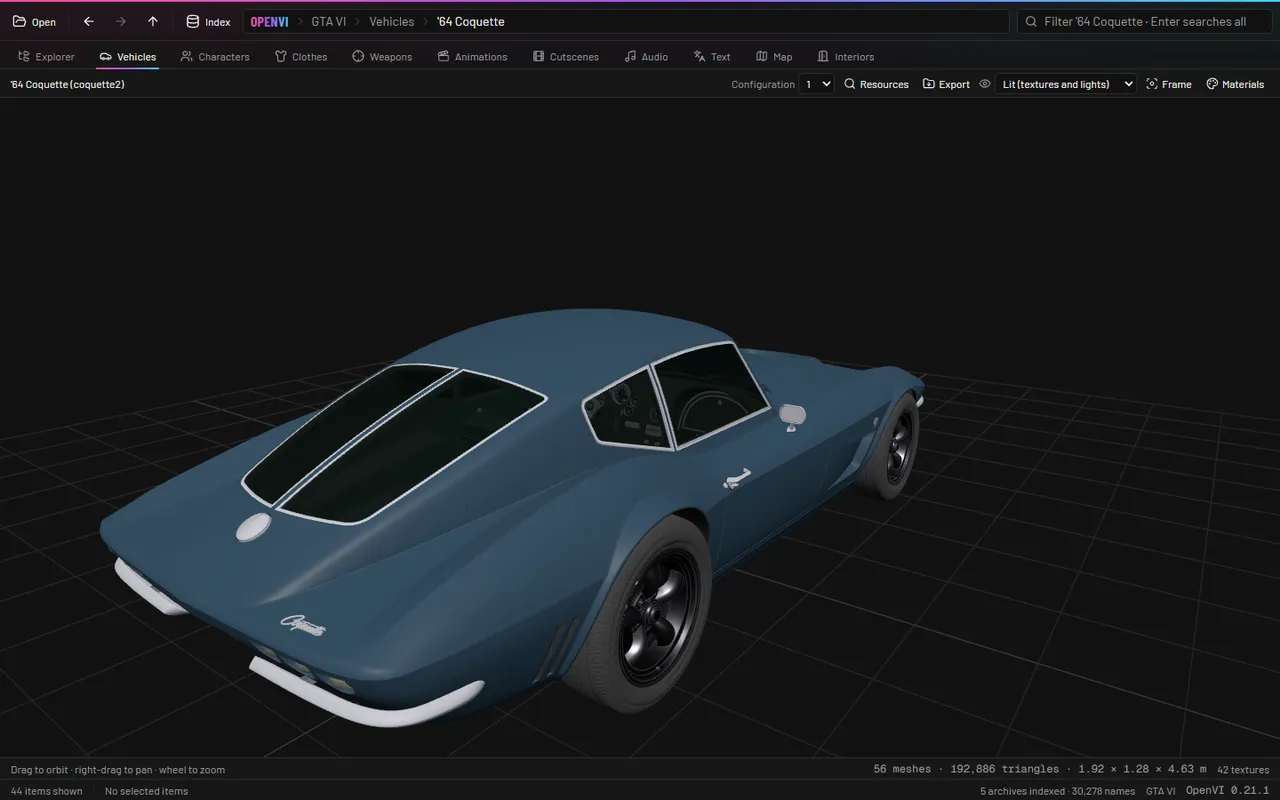 Open Index OPENVI GTA VI Vehicles '64 Coquette Filter '64 Coquette · Enter searches all
Explorer Vehicles Characters Clothes Weapons Animations Cutscenes Audio Text Map Interiors
'64 Coquette (coquette2) Configuration 1 Resources Export Lit (textures and lights) Frame Materials
Coquette
Drag to orbit · right-drag to pan · wheel to zoom 56 meshes · 192,886 triangles · 1.92 × 1.28 × 4.63 m 42 textures
44 items shown No selected items 5 archives indexed · 30,278 names GTA VI OpenVI 0.21.1